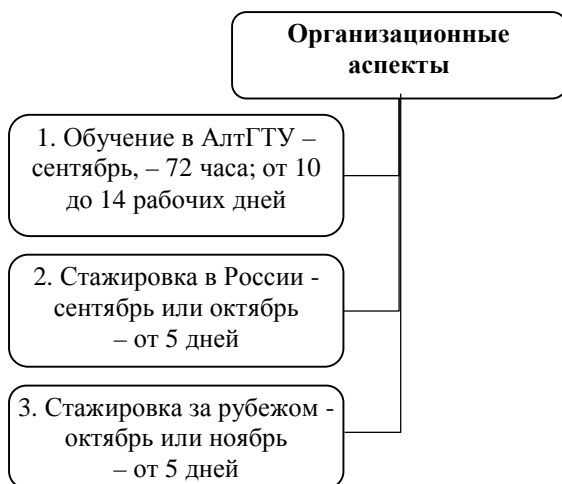 Организационные
аспекты
1. Обучение в АлтГТУ –
сентябрь, – 72 часа; от 10
до 14 рабочих дней
2. Стажировка в России -
сентябрь или октябрь
– от 5 дней
3. Стажировка за рубежом -
октябрь или ноябрь
– от 5 дней